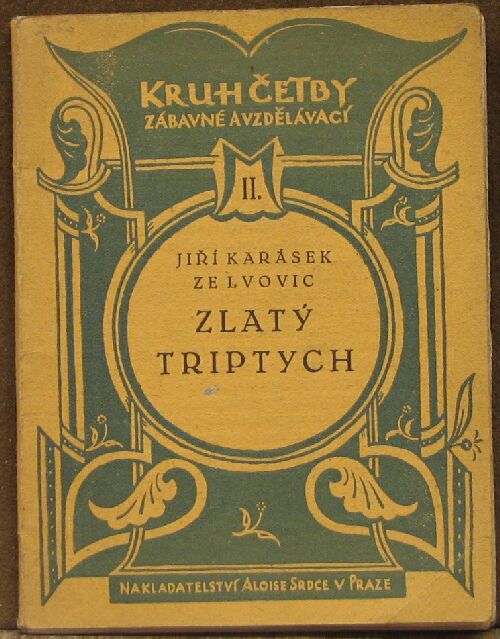 KRUH ČETBY
ZÁBAVNÉ A VZDĚLÁVACÍ
II.
JIŘÍ KARÁSEK
ZE LVOVIC
ZLATÝ
TRIPTYCH
NAKLADATELSTVÍ ALOISE SRDCE V PRAZE